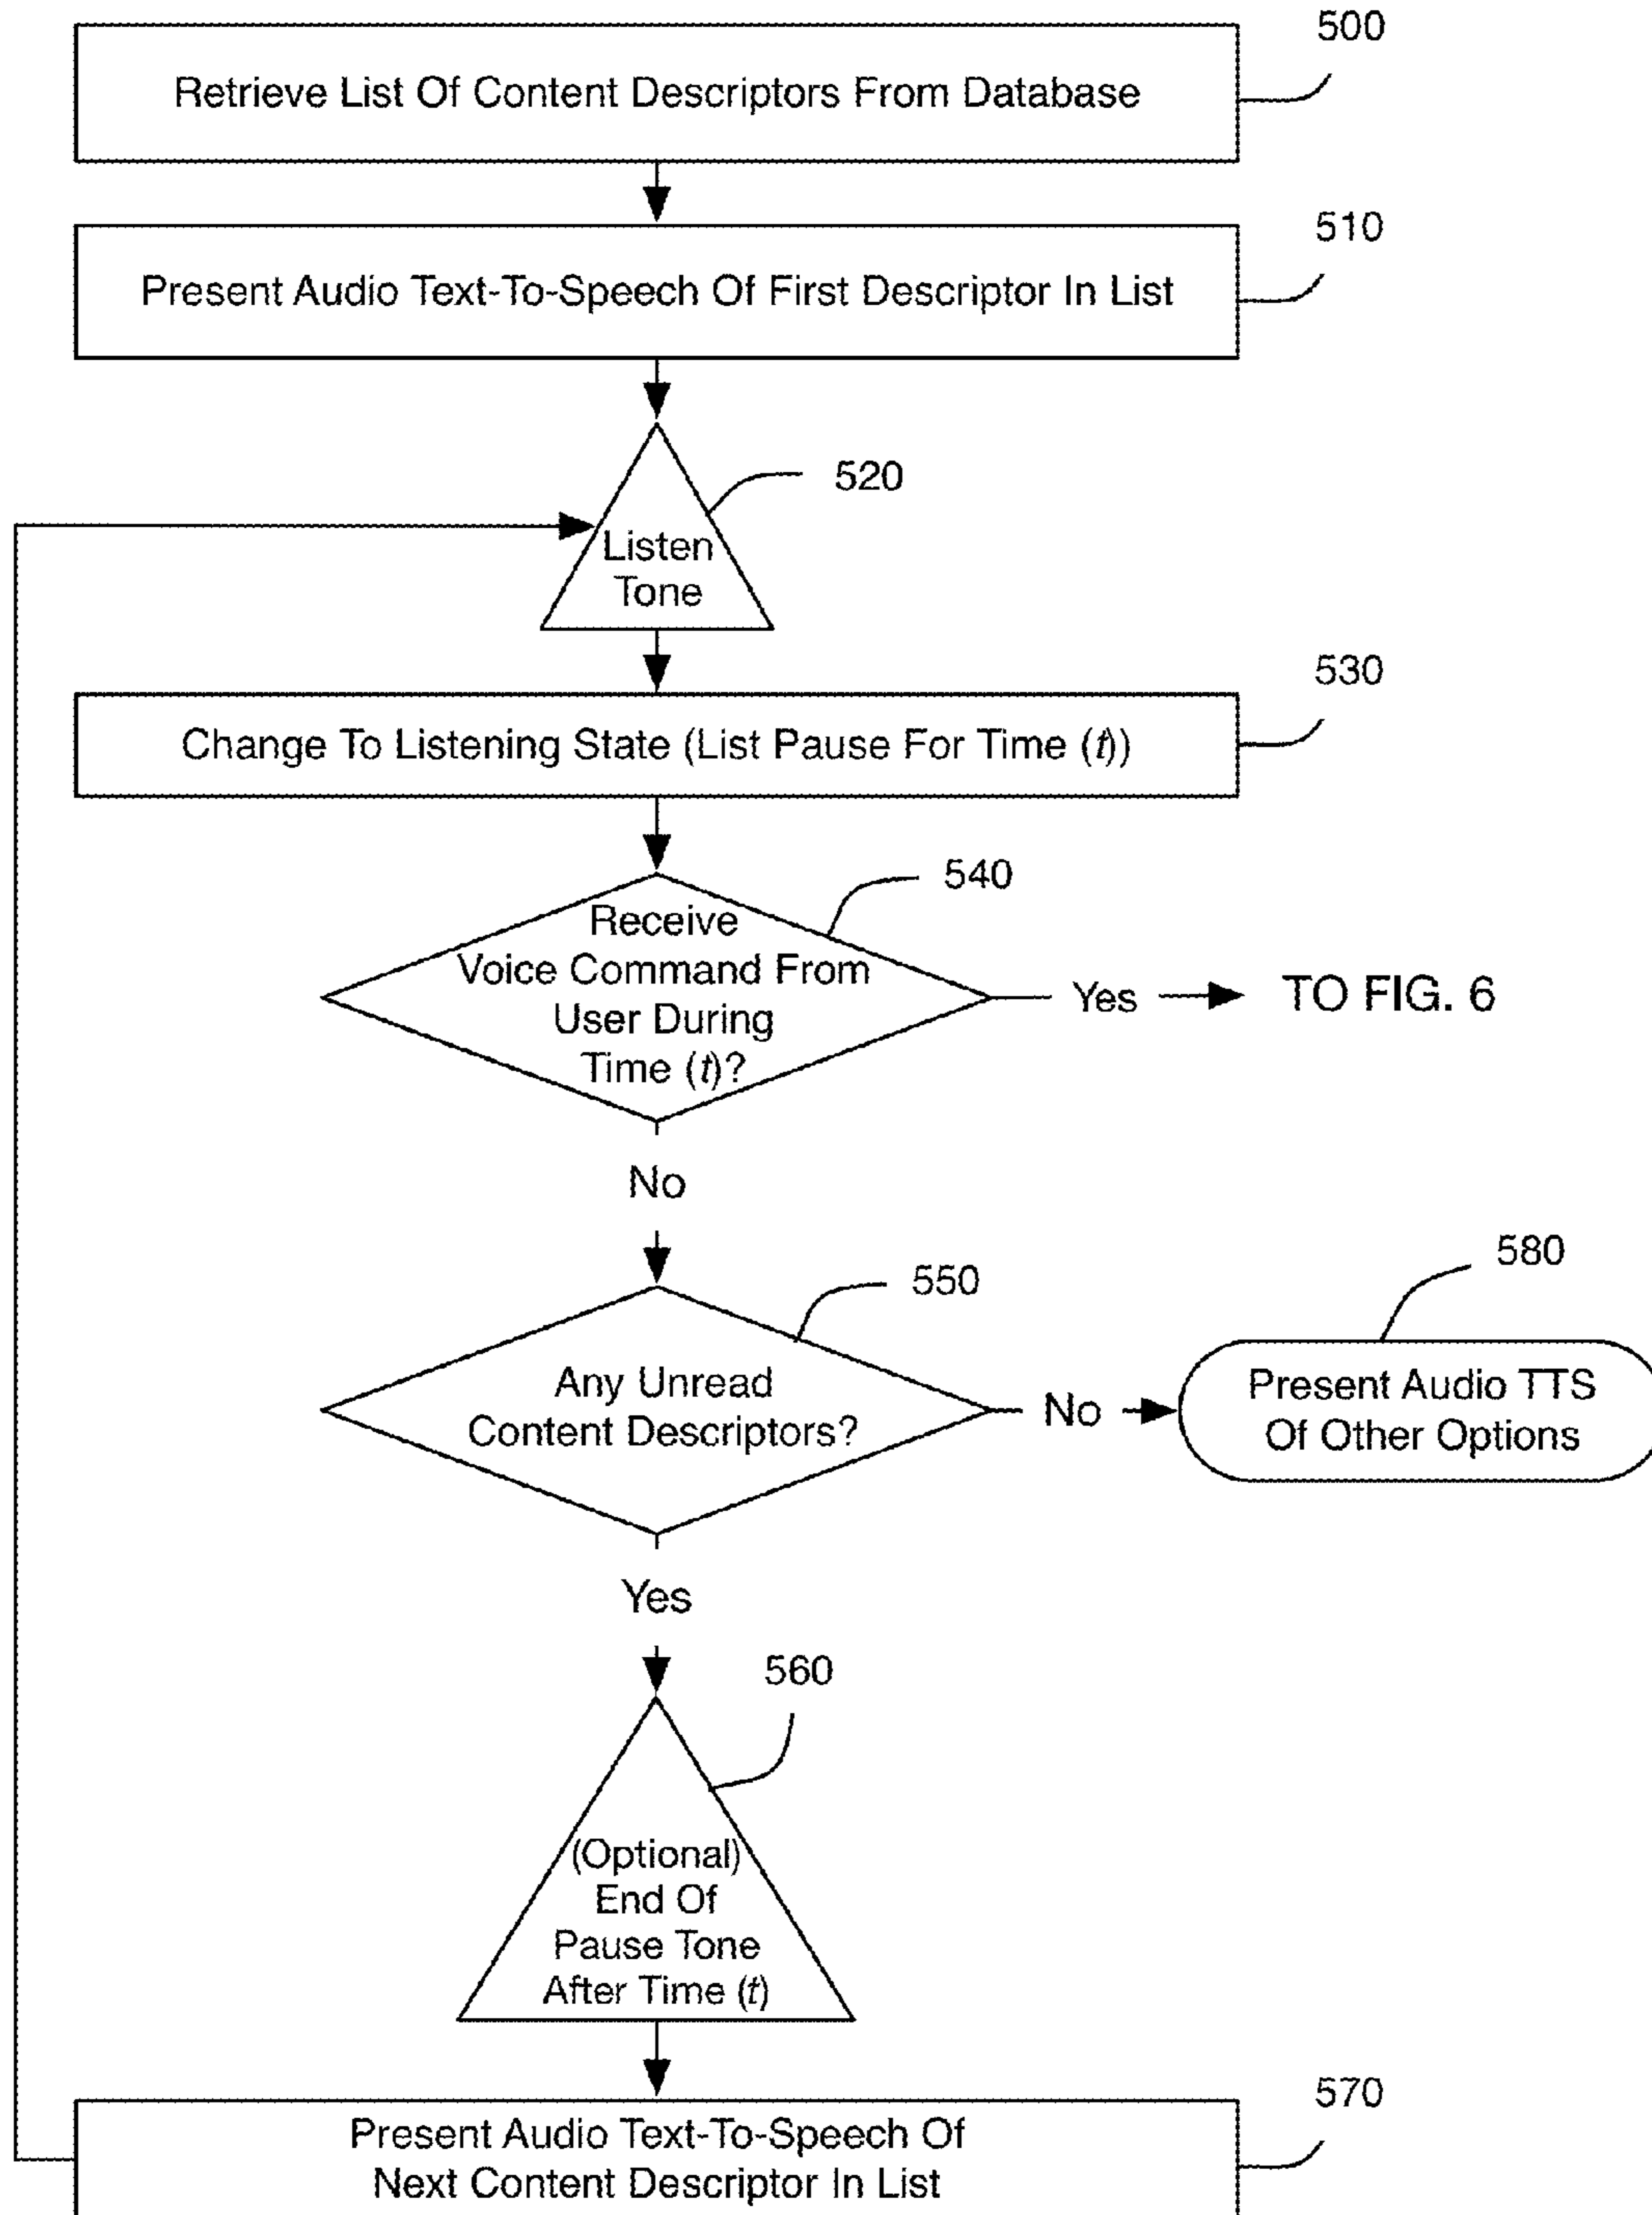 500
Retrieve List Of Content Descriptors From Database
510
Present Audio Text-To-Speech Of First Descriptor In List
520
Listen
Tone
530
Change To Listening State (List Pause For Time (t))
540
Receive
Voice Command From
User During
Time (t)?
Yes
TO FIG. 6
No
550
580
Any Unread
Content Descriptors?
No
Present Audio TTS
Of Other Options
Yes
560
(Optional)
End Of
Pause Tone
After Time (t)
570
Present Audio Text-To-Speech Of
Next Content Descriptor In List